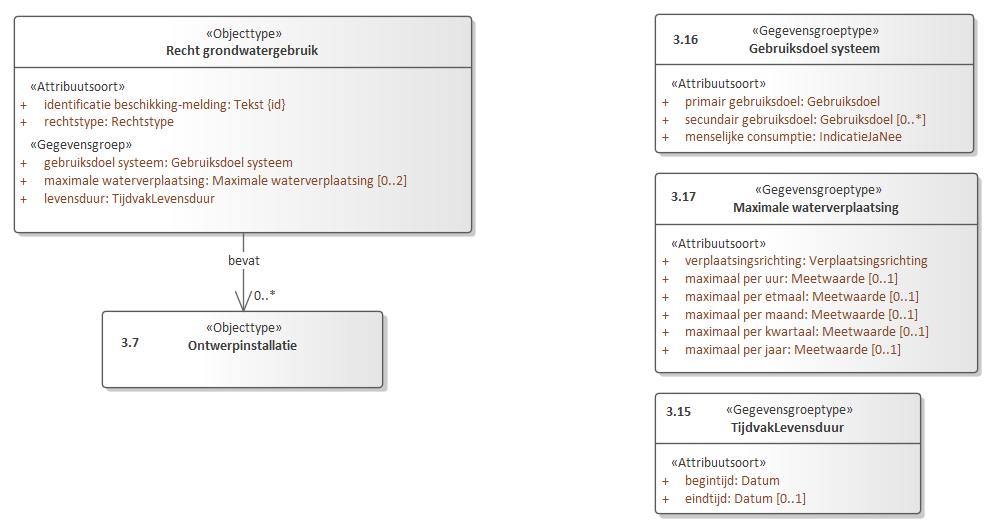 «Objecttype»
Recht grondwatergebruik
«Attribuutsoort»
+ identificatie beschikking-melding: Tekst {id}
+ rechtstype: Rechtstype
«Gegevensgroep»
+ gebruiksdoel systeem: Gebruiksdoel systeem
+ maximale waterverplaatsing: Maximale waterverplaatsing [0..2]
+ levensduur: TijdvakLevensduur
bevat
0..*
«Objecttype»
3.7
Ontwerpinstallatie
«Gegevensgroeptype»
3.16
Gebruiksdoel systeem
«Attribuutsoort»
+ primair gebruiksdoel: Gebruiksdoel
+ secundair gebruiksdoel: Gebruiksdoel [0..*]
+ menselijke consumptie: IndicatieJaNee
«Gegevensgroeptype»
3.17
Maximale waterverplaatsing
«Attribuutsoort»
+ verplaatsingsrichting: Verplaatsingsrichting
+ maximaal per uur: Meetwaarde [0..1]
+ maximaal per etmaal: Meetwaarde [0..1]
+ maximaal per maand: Meetwaarde [0..1]
+ maximaal per kwartaal: Meetwaarde [0..1]
+ maximaal per jaar: Meetwaarde [0..1]
3.15 «Gegevensgroeptype»
TijdvakLevensduur
«Attribuutsoort»
+ begintijd: Datum
+ eindtijd: Datum [0..1]